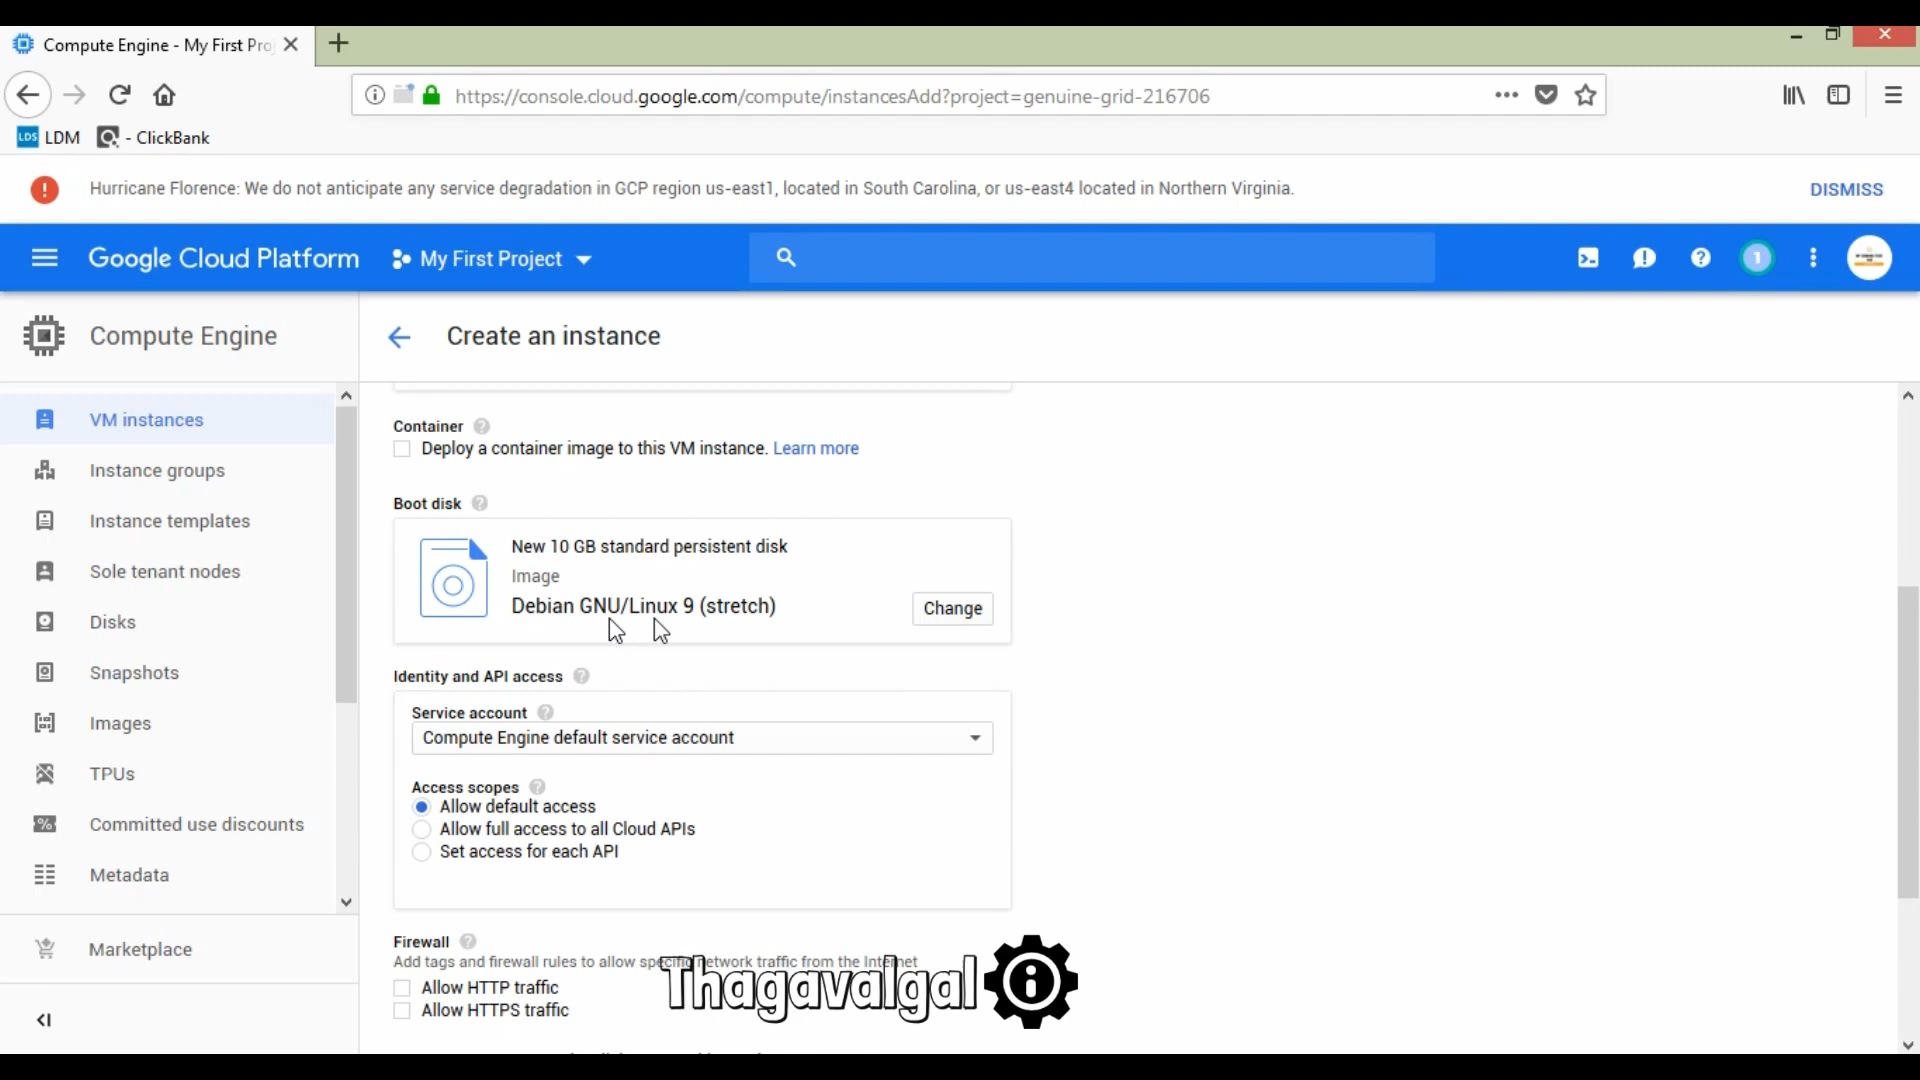 Compute Engine - My First Pro
https://console.cloud.google.com/compute/instancesAdd?project=genuine-grid-216706
LDS LDM - ClickBank
Hurricane Florence: We do not anticipate any service degradation in GCP region us-east1, located in South Carolina, or us-east4 located in Northern Virginia. DISMISS
Google Cloud Platform My First Project 1
Compute Engine
Create an instance
VM instances
Instance groups
Instance templates
Sole tenant nodes
Disks
Snapshots
Images
TPUs
Committed use discounts
Metadata
Marketplace
Container
Deploy a container image to this VM instance. Learn more
Boot disk
New 10 GB standard persistent disk
Image
Debian GNU/Linux 9 (stretch)
Change
Identity and API access
Service account
Compute Engine default service account
Access scopes
Allow default access
Allow full access to all Cloud APIs
Set access for each API
Firewall
Add tags and firewall rules to allow specific network traffic from the Internet
Allow HTTP traffic
Allow HTTPS traffic
Thagavalgal